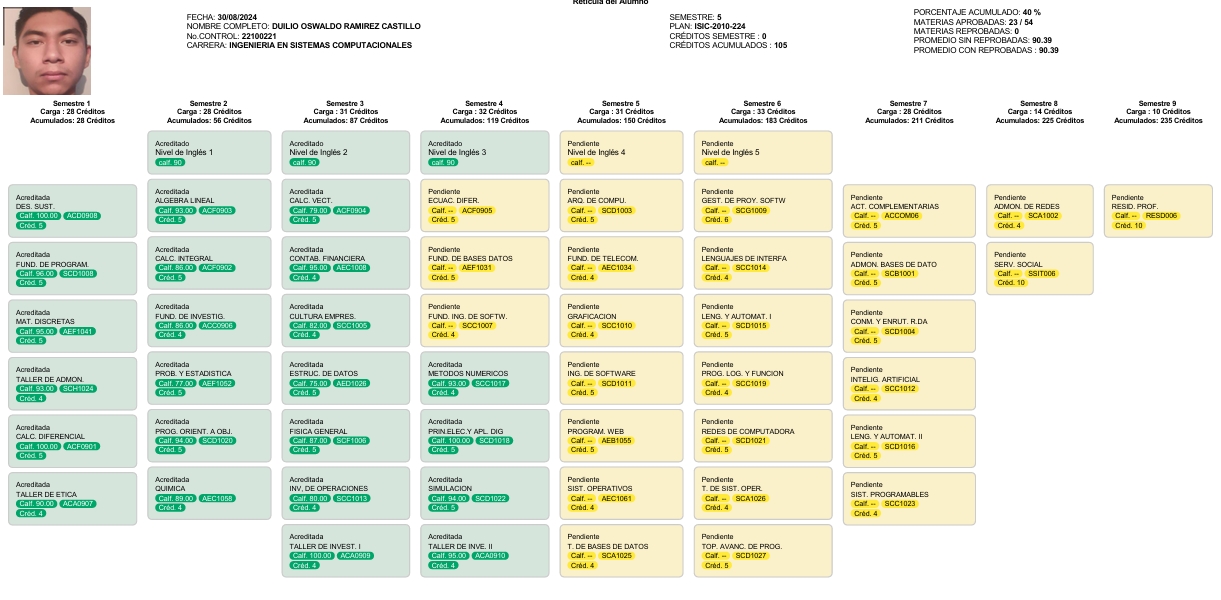 Retícula del Alumno
FECHA: 30/08/2024
NOMBRE COMPLETO: DUILIO OSWALDO RAMIREZ CASTILLO
No.CONTROL: 22100221
CARRERA: INGENIERIA EN SISTEMAS COMPUTACIONALES
SEMESTRE: 5
PLAN: ISIC-2010-224
CRÉDITOS SEMESTRE : 0
CRÉDITOS ACUMULADOS : 105
PORCENTAJE ACUMULADO: 40 %
MATERIAS APROBADAS: 23 / 54
MATERIAS REPROBADAS: 0
PROMEDIO SIN REPROBADAS: 90.39
PROMEDIO CON REPROBADAS : 90.39
Semestre 1
Carga : 28 Créditos
Acumulados: 28 Créditos
Acreditada
DES. SUST.
Calif. 100.00 ACD0908
Créd. 5
Acreditada
FUND. DE PROGRAM.
Calf. 96.00 SCD1008
Créd. 5
Acreditada
MAT. DISCRETAS
Calf. 95.00 AEF1041
Créd. 5
Acreditada
TALLER DE ADMON.
Calf. 93.00 SCH1024
Créd. 4
Acreditada
CALC. DIFERENCIAL
Calf. 100.00 ACF0901
Créd. 5
Acreditada
TALLER DE ETICA
Calf. 90.00 ACA0907
Créd. 4
Semestre 2
Carga : 28 Créditos
Acumulados: 56 Créditos
Acreditado
Nivel de Inglés 1
calf. 90
Acreditada
ALGEBRA LINEAL
Calf. 93.00 ACF0903
Créd. 5
Acreditada
CALC. INTEGRAL
Calf. 86.00 ACF0902
Créd. 5
Acreditada
FUND. DE INVESTIG.
Calf. 86.00 ACC0906
Créd. 4
Acreditada
PROB. Y ESTADISTICA
Calf. 77.00 AEF1052
Créd. 5
Acreditada
PROG. ORIENT. A OBJ.
Calf. 94.00 SCD1020
Créd. 5
Acreditada
QUIMICA
Calf. 89.00 AEC1058
Créd. 4
Semestre 3
Carga : 31 Créditos
Acumulados: 87 Créditos
Acreditado
Nivel de Inglés 2
calf. 90
Acreditada
CALC. VECT.
Calf. 79.00 ACF0904
Créd. 5
Acreditada
CONTAB. FINANCIERA
Calf. 95.00 AEC1008
Créd. 4
Acreditada
CULTURA EMPRES.
Calf. 82.00 SCC1005
Créd. 4
Acreditada
ESTRUC. DE DATOS
Calf. 75.00 AED1026
Créd. 5
Acreditada
FISICA GENERAL
Calf. 87.00 SCF1006
Créd. 5
Acreditada
INV. DE OPERACIONES
Calf. 80.00 SCC1013
Créd. 4
Acreditada
TALLER DE INVEST. I
Calf. 100.00 ACA0909
Créd. 4
Semestre 4
Carga : 32 Créditos
Acumulados: 119 Créditos
Acreditado
Nivel de Inglés 3
calf. 90
Pendiente
ECUAC. DIFER.
Calf. -- ACF0905
Créd. 5
Pendiente
FUND. DE BASES DATOS
Calf. -- AEF1031
Créd. 5
Pendiente
FUND. ING. DE SOFTW.
Calf. -- SCC1007
Créd. 4
Acreditada
METODOS NUMERICOS
Calf. 93.00 SCC1017
Créd. 4
Acreditada
PRIN.ELEC.Y APL. DIG
Calf. 100.00 SCD1018
Créd. 5
Acreditada
SIMULACION
Calf. 94.00 SCD1022
Créd. 5
Acreditada
TALLER DE INVE. II
Calf. 95.00 ACA0910
Créd. 4
Semestre 5
Carga : 31 Créditos
Acumulados: 150 Créditos
Pendiente
Nivel de Inglés 4
calf. --
Pendiente
ARQ. DE COMPU.
Calf. -- SCD1003
Créd. 5
Pendiente
FUND. DE TELECOM.
Calf. -- AEC1034
Créd. 4
Pendiente
GRAFICACION
Calf. -- SCC1010
Créd. 4
Pendiente
ING. DE SOFTWARE
Calf. -- SCD1011
Créd. 5
Pendiente
PROGRAM. WEB
Calf. -- AEB1055
Créd. 5
Pendiente
SIST. OPERATIVOS
Calf. -- AEC1061
Créd. 4
Pendiente
T. DE BASES DE DATOS
Calf. -- SCA1025
Créd. 4
Semestre 6
Carga : 33 Créditos
Acumulados: 183 Créditos
Pendiente
Nivel de Inglés 5
calf. --
Pendiente
GEST. DE PROY. SOFTW
Calf. -- SCG1009
Créd. 6
Pendiente
LENGUAJES DE INTERFA
Calf. -- SCC1014
Créd. 4
Pendiente
LENG. Y AUTOMAT. I
Calf. -- SCD1015
Créd. 5
Pendiente
PROG. LOG. Y FUNCION
Calf. -- SCC1019
Créd. 4
Pendiente
REDES DE COMPUTADORA
Calf. -- SCD1021
Créd. 5
Pendiente
T. DE SIST. OPER.
Calf. -- SCA1026
Créd. 4
Pendiente
TOP. AVANC. DE PROG.
Calf. -- SCD1027
Créd. 5
Semestre 7
Carga : 28 Créditos
Acumulados: 211 Créditos
Pendiente
ACT. COMPLEMENTARIAS
Calf. -- ACCOM06
Créd. 5
Pendiente
ADMON. BASES DE DATO
Calf. -- SCB1001
Créd. 5
Pendiente
CONM. Y ENRUT. R.DA
Calf. -- SCD1004
Créd. 5
Pendiente
INTELIG. ARTIFICIAL
Calf. -- SCC1012
Créd. 4
Pendiente
LENG. Y AUTOMAT. II
Calf. -- SCD1016
Créd. 5
Pendiente
SIST. PROGRAMABLES
Calf. -- SCC1023
Créd. 4
Semestre 8
Carga : 14 Créditos
Acumulados: 225 Créditos
Pendiente
ADMON. DE REDES
Calf. -- SCA1002
Créd. 4
Pendiente
SERV. SOCIAL
Calf. -- SSIT006
Créd. 10
Semestre 9
Carga : 10 Créditos
Acumulados: 235 Créditos
Pendiente
RESID. PROF.
Calf. -- RESD006
Créd. 10